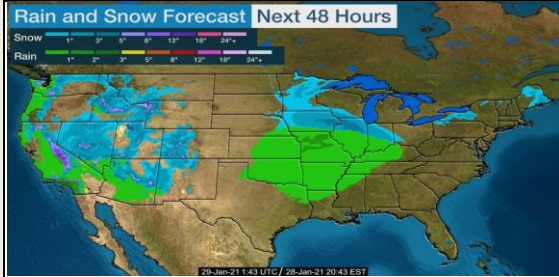 Rain and Snow Forecast Next 48 Hours
Snow
1" 3" 5" 8" 12" 18" 24"+
Rain
1" 2" 3" 5" 8" 12" 18" 24"+
29-Jan-21 1:43 UTC / 28-Jan-21 20:43 EST